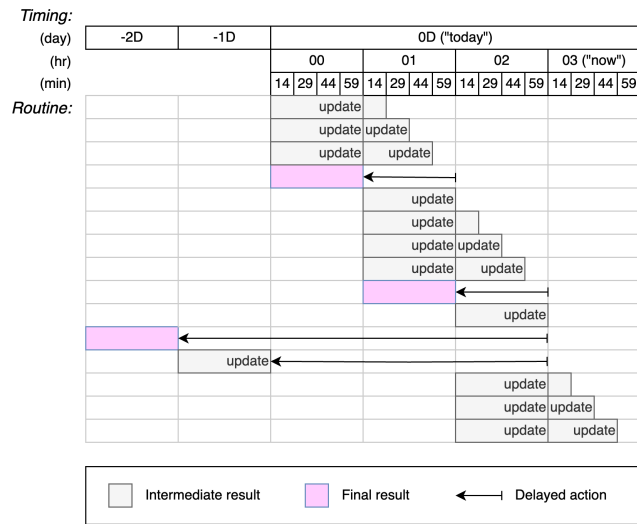 Timing:
(day) -2D -1D 0D ("today")
(hr) 00 01 02 03 ("now")
(min) 14 29 44 59 14 29 44 59 14 29 44 59 14 29 44 59
Routine: update
update update
update update
update
update
update update
update update
update
update
update
update update
update update
Intermediate result Final result Delayed action